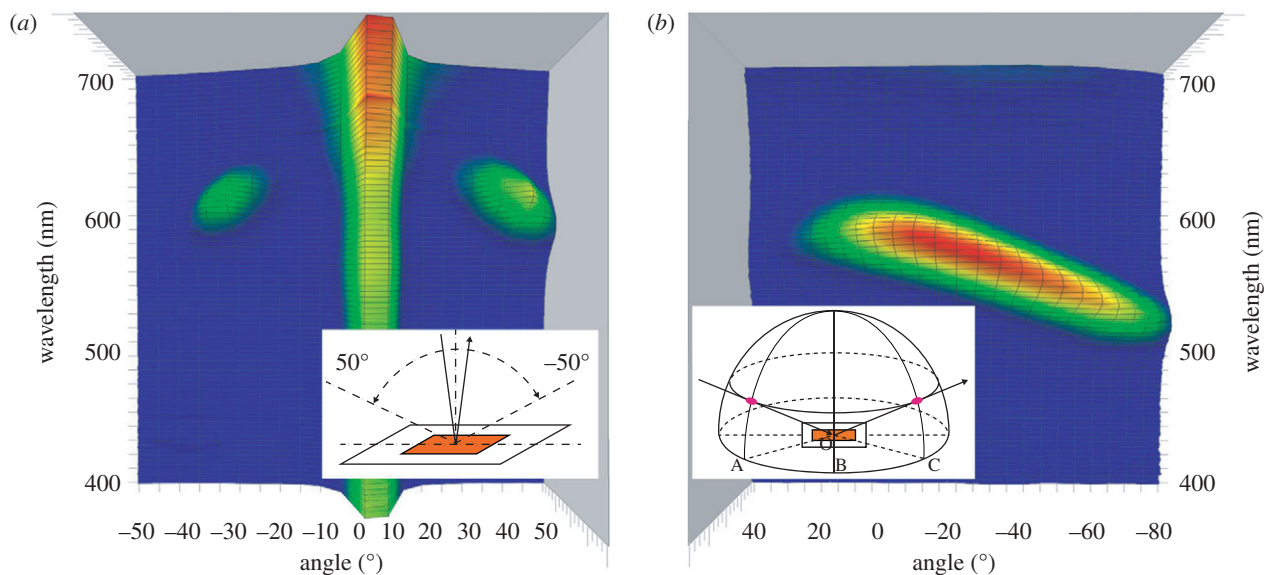 (a)
700
600
500
400
wavelength (nm)
50°
–50°
–50 –40 –30 –20 –10 0 10 20 30 40 50
angle (°)
(b)
700
600
500
400
wavelength (nm)
O
A B C
40 20 0 –20 –40 –60 –80
angle (°)